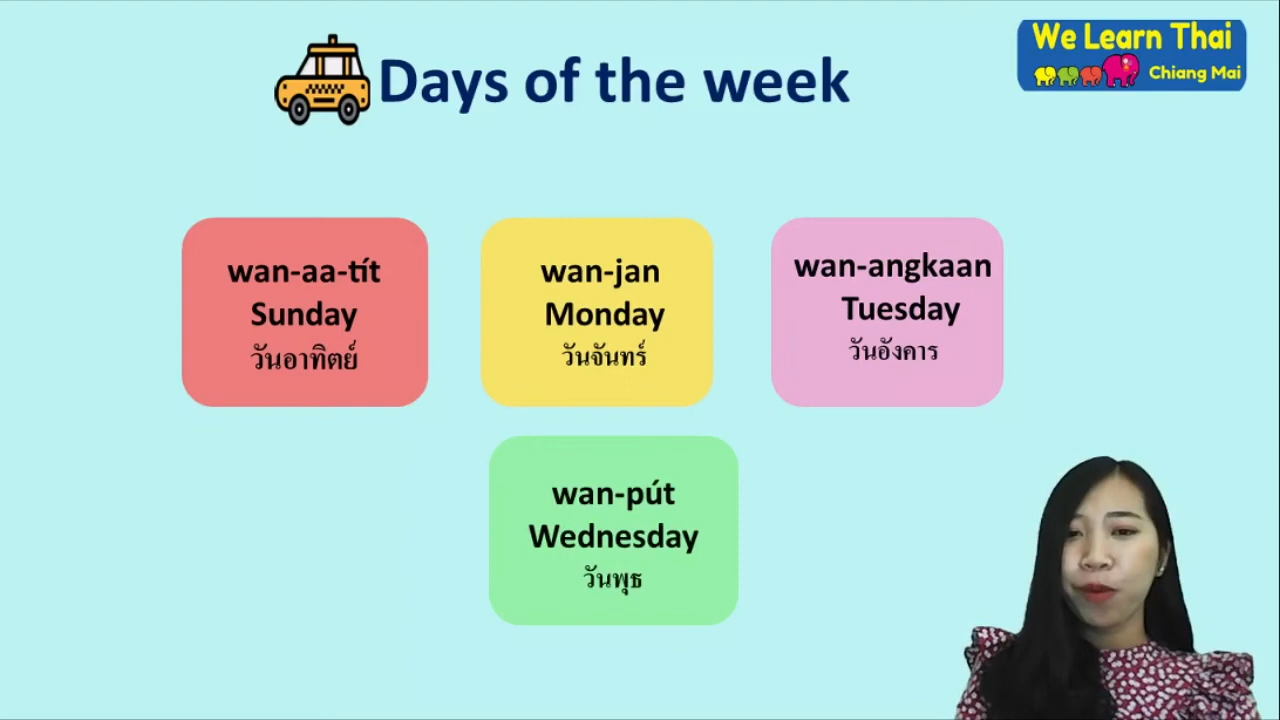 Days of the week
We Learn Thai
Chiang Mai
wan-aa-tít
Sunday
วันอาทิตย์
wan-jan
Monday
วันจันทร์
wan-angkaan
Tuesday
วันอังคาร
wan-pút
Wednesday
วันพุธ